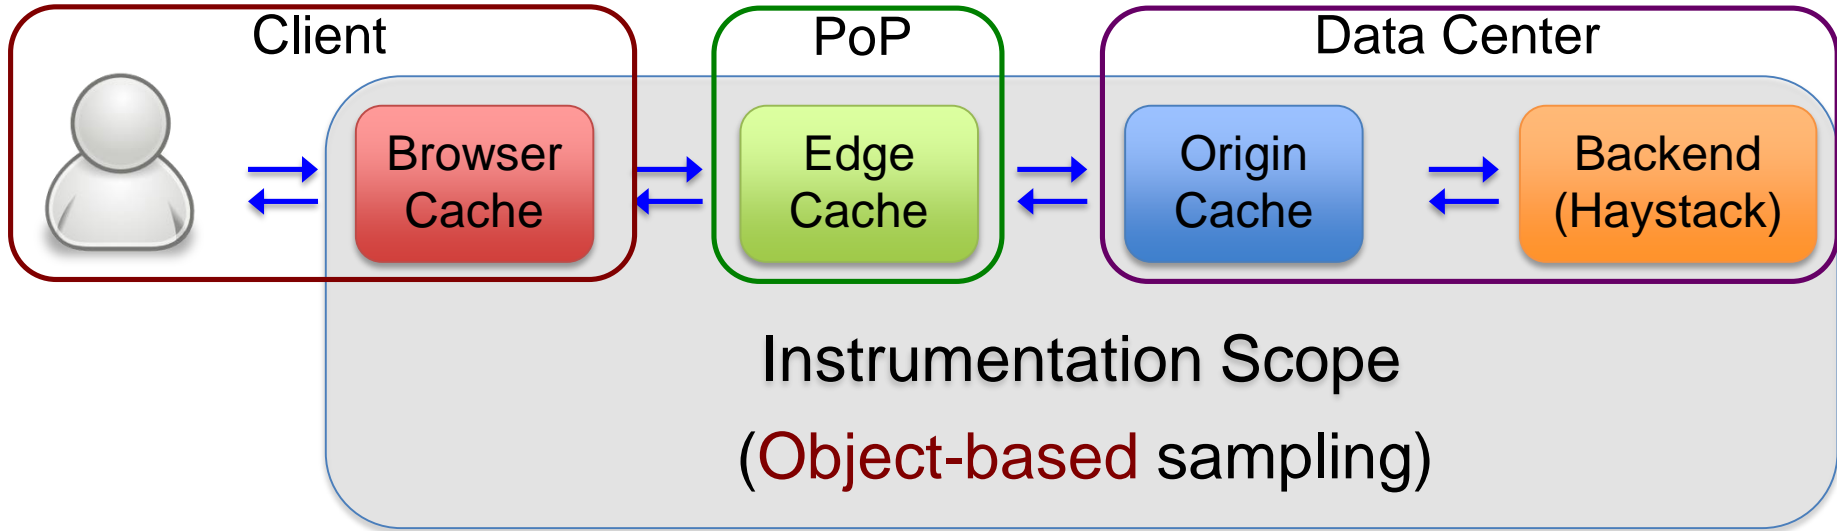 Client
PoP
Data Center
Browser
Cache
Edge
Cache
Origin
Cache
Backend
(Haystack)
Instrumentation Scope
(Object-based sampling)